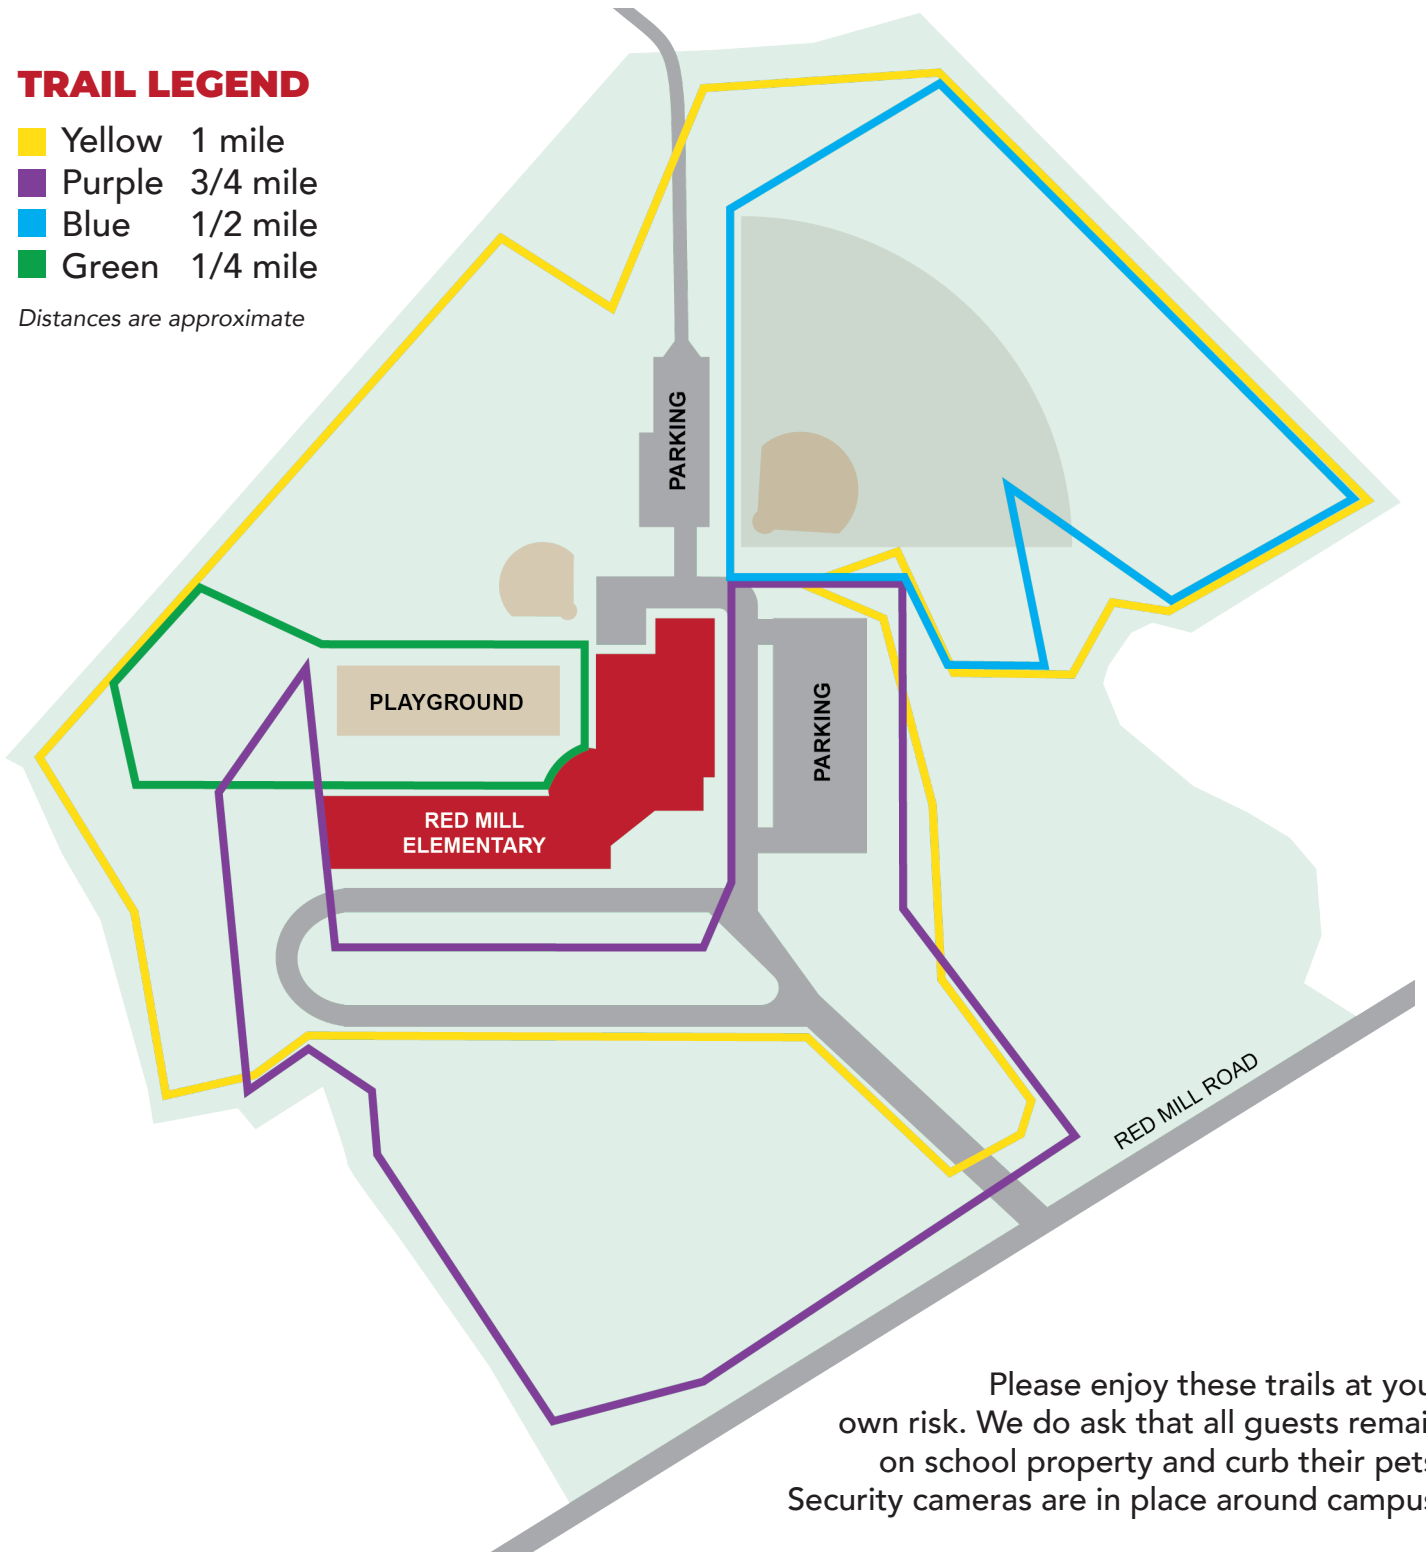 TRAIL LEGEND
Yellow 1 mile
Purple 3/4 mile
Blue 1/2 mile
Green 1/4 mile
Distances are approximate
PARKING
PLAYGROUND
PARKING
RED MILL
ELEMENTARY
RED MILL ROAD
Please enjoy these trails at you
own risk. We do ask that all guests remai
on school property and curb their pets
Security cameras are in place around campus